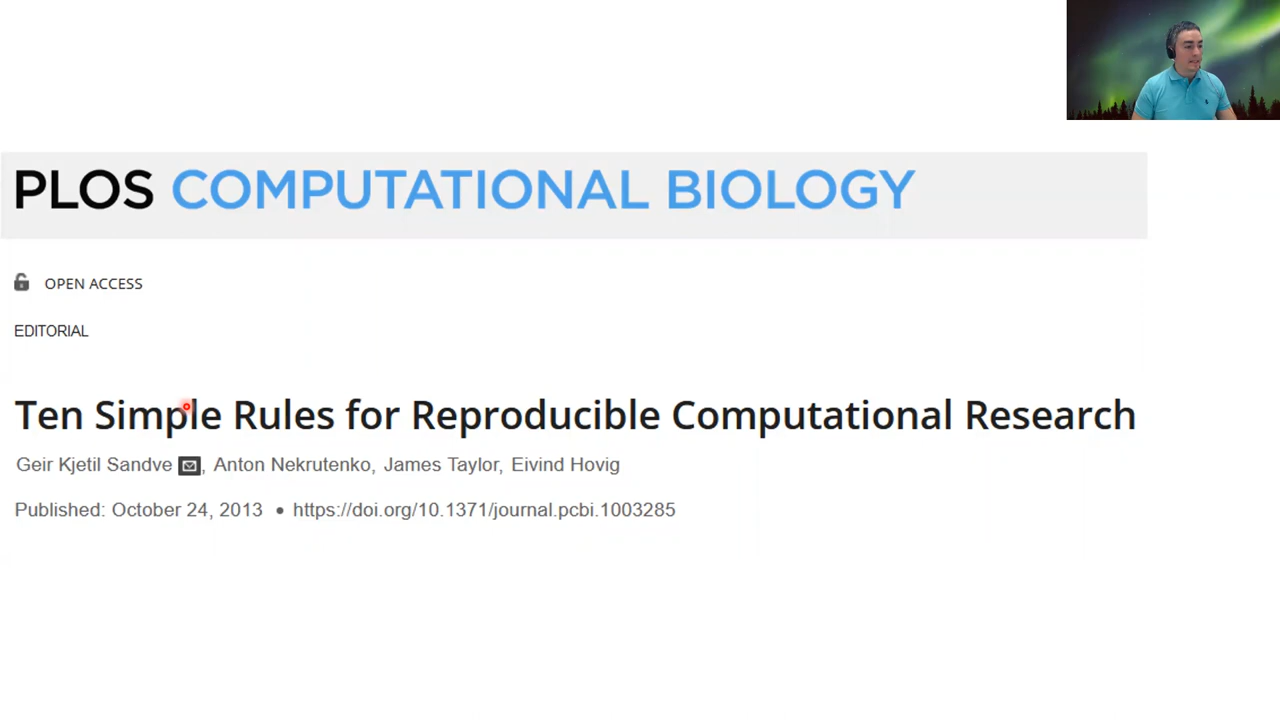 PLOS COMPUTATIONAL BIOLOGY
OPEN ACCESS
EDITORIAL
Ten Simple Rules for Reproducible Computational Research
Geir Kjetil Sandve , Anton Nekrutenko, James Taylor, Eivind Hovig
Published: October 24, 2013 • https://doi.org/10.1371/journal.pcbi.1003285